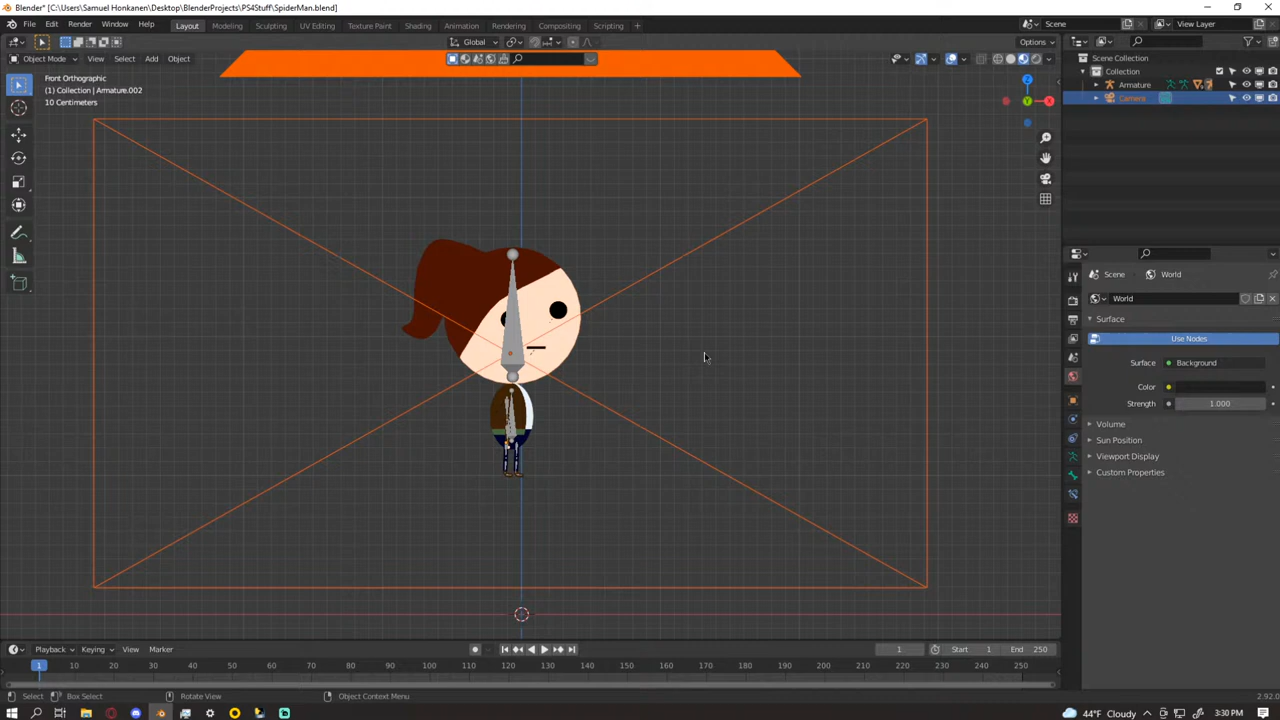 Blender* [C:\Users\Samuel Honkanen\Desktop\BlenderProjects\PS4Stuff\SpiderMan.blend]
File Edit Render Window Help Layout Modeling Sculpting UV Editing Texture Paint Shading Animation Rendering Compositing Scripting + Scene View Layer
Global Options
Object Mode View Select Add Object
Front Orthographic
(1) Collection | Armature.002
10 Centimeters
Z
Y
X
Scene Collection
Collection
Armature
Camera
Scene World
World
Surface
Use Nodes
Surface Background
Color
Strength 1.000
Volume
Sun Position
Viewport Display
Custom Properties
Playback Keying View Marker 1 Start 1 End 250
1 10 20 30 40 50 60 70 80 90 100 110 120 130 140 150 160 170 180 190 200 210 220 230 240 250
Select Box Select Rotate View Object Context Menu 2.92.0
44°F Cloudy 3:30 PM